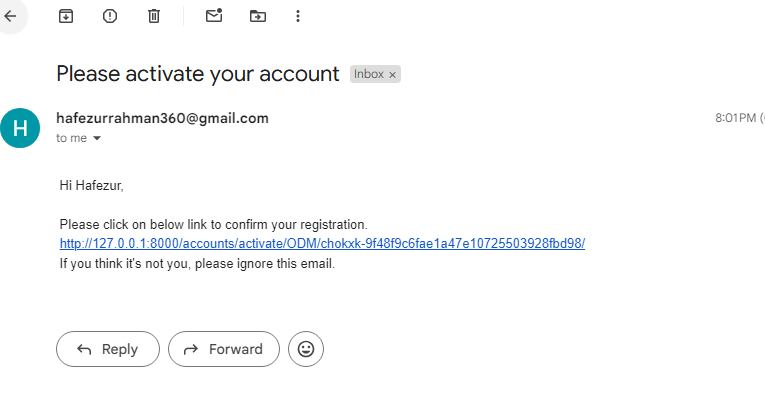 Please activate your account Inbox ×
hafezurrahman360@gmail.com 8:01 PM (
to me
Hi Hafezur,
Please click on below link to confirm your registration.
http://127.0.0.1:8000/accounts/activate/ODM/chokxk-9f48f9c6fae1a47e10725503928fbd98/
If you think it's not you, please ignore this email.
Reply Forward
H